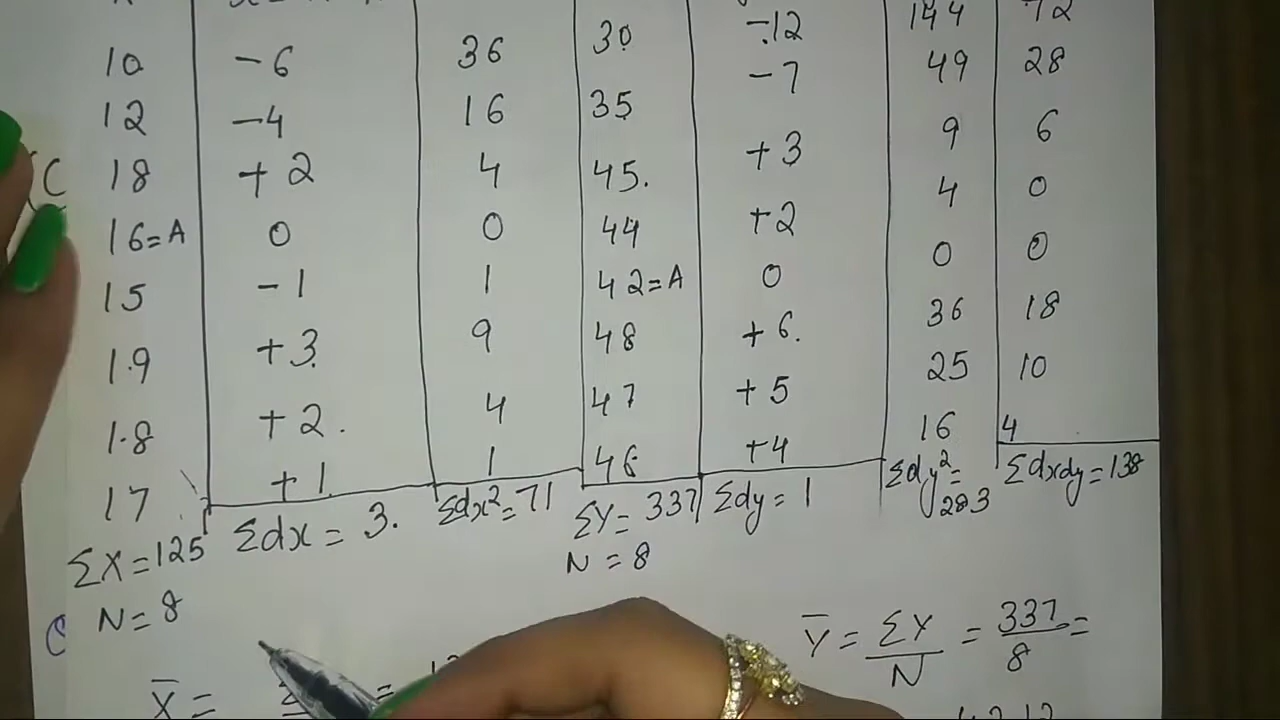 144 72
10 -6 36 30 -12 49 28
12 -4 16 35 -7 9 6
18 +2 4 45. +3 4 0
16=A 0 0 44 +2 0 0
15 -1 1 42=A 0 36 18
19 +3. 9 48 +6. 25 10
18 +2. 4 47 +5 16 4
17 +1 1 46 +4
ΣX=125 Σdx = 3. Σdx²=71 ΣY= 337 Σdy= 1 Σdy²= 283 Σdxdy=138
N=8 N = 8
X̄ = =
Ȳ = ΣY/N = 337/8 =